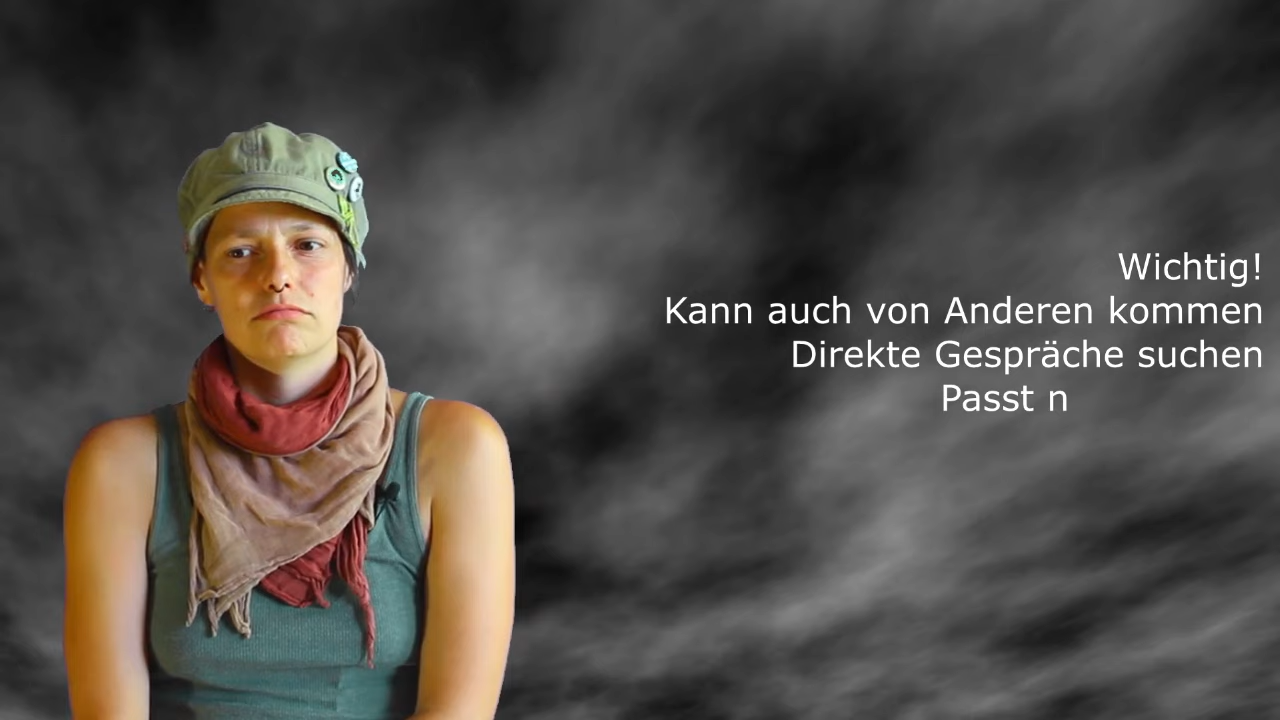 Wichtig!
Kann auch von Anderen kommen
Direkte Gespräche suchen
Passt n